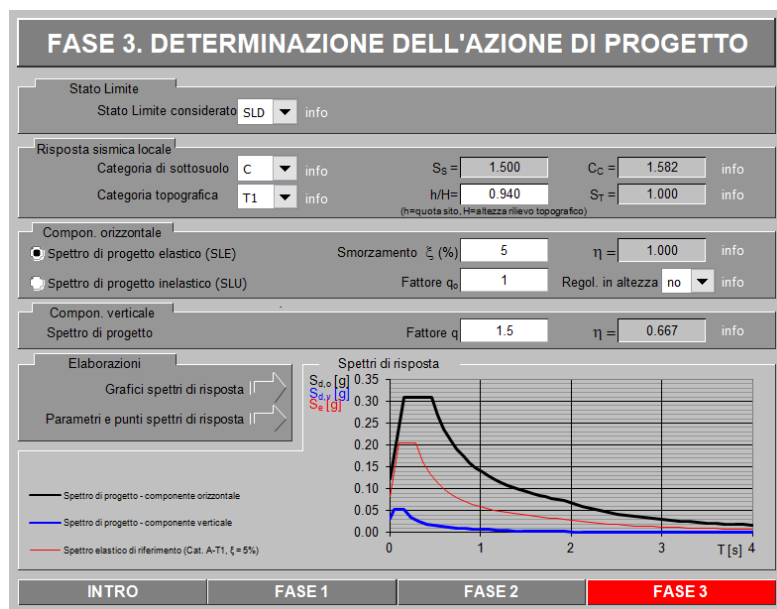 FASE 3. DETERMINAZIONE DELL'AZIONE DI PROGETTO
Stato Limite
Stato Limite considerato SLD info
Risposta sismica locale
Categoria di sottosuolo C info
S_S = 1.500 C_C = 1.582 info
Categoria topografica T1 info
h/H= 0.940 S_T = 1.000 info
(h=quota sito, H=altezza rilievo topografico)
Compon. orizzontale
Spettro di progetto elastico (SLE) Smorzamento ξ (%) 5 η = 1.000 info
Spettro di progetto inelastico (SLU) Fattore q_o 1 Regol. in altezza no info
Compon. verticale
Spettro di progetto Fattore q 1.5 η = 0.667 info
Elaborazioni
Grafici spettri di risposta
Parametri e punti spettri di risposta
Spettri di risposta
S_d,o [g]
S_d,v [g]
S_e [g]
0.35
0.30
0.25
0.20
0.15
0.10
0.05
0.00
0 1 2 3 T [s] 4
Spettro di progetto - componente orizzontale
Spettro di progetto - componente verticale
Spettro elastico di riferimento (Cat. A-T1, ξ = 5%)
INTRO FASE 1 FASE 2 FASE 3